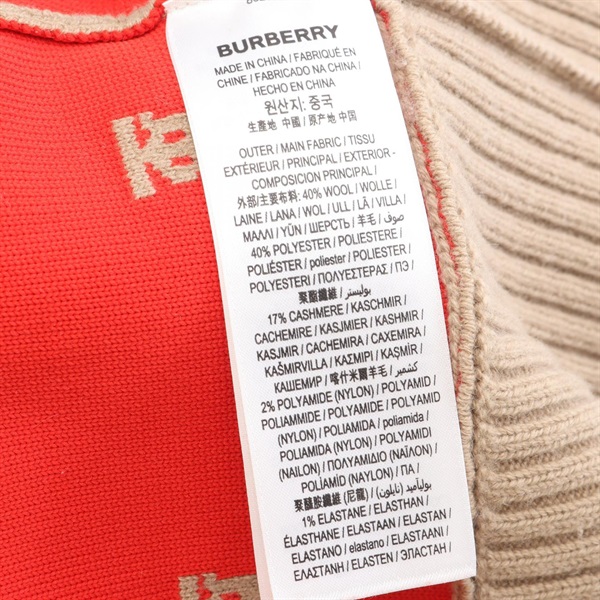 BURBERRY
MADE IN CHINA / FABRIQUÉ EN
CHINE / FABRICADO NA CHINA /
HECHO EN CHINA
원산지: 중국
生產地 中國 / 原产地 中国
OUTER / MAIN FABRIC / TISSU
EXTÉRIEUR / PRINCIPAL / EXTERIOR -
COMPOSICION PRINCIPAL
外部/主要布料: 40% WOOL / WOLLE /
LAINE / LANA / WOL / ULL / LÃ / VILLA /
ΜΑΛΛΙ / YÜN / ШЕРСТЬ / 羊毛 / صوف
40% POLYESTER / POLIESTERE /
POLIÉSTER / poliester / POLIESTER /
POLIESTERI / ΠΟΛΥΕΣΤΕΡΑΣ / ПЭ /
聚酯纖維 / بوليستر
17% CASHMERE / KASCHMIR /
CACHEMIRE / KASJMIER / KASHMIR /
KASJMIR / CACHEMIRA / CAXEMIRA /
KAŠMIRVILLA / ΚΑΣΜΙΡΙ / KAŞMİR /
КАШЕМИР / 喀什米爾羊毛 / كشمير
2% POLYAMIDE (NYLON) / POLYAMID /
POLIAMMIDE / POLYAMIDE / POLYAMID
(NYLON) / POLIAMIDA / poliamida
(NYLON) / POLIAMIDA / POLYAMIDI
(NAILON) / ΠΟΛΥΑΜΙΔΙΟ (ΝΑΪΛΟΝ) /
POLİAMİD (NAYLON) / ПА /
聚醯胺纖維 (尼龍) / بوليأميد (نايلون)
1% ELASTANE / ELASTHAN /
ÉLASTHANE / ELASTAAN / ELASTAN /
ELASTANO / elastano / ELASTAANI /
ΕΛΑΣΤΑΝΗ / ELASTEN / ЭЛАСТАН /